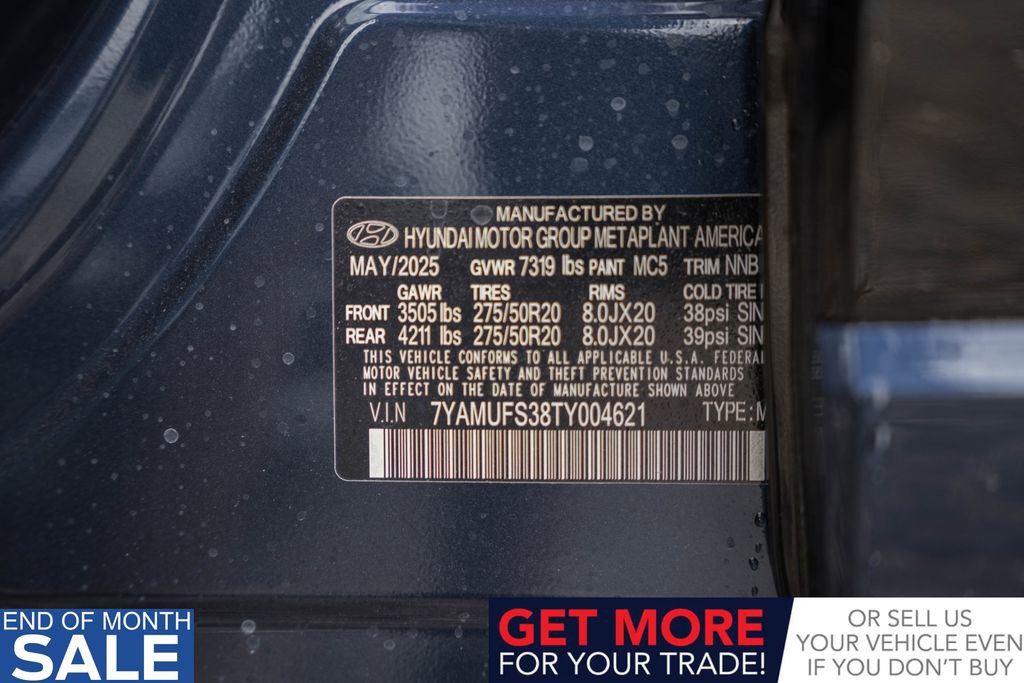 MANUFACTURED BY
HYUNDAI MOTOR GROUP METAPLANT AMERICA
MAY/2025 GVWR 7319 lbs PAINT MC5 TRIM NNB
GAWR TIRES RIMS COLD TIRE
FRONT 3505 lbs 275/50R20 8.0JX20 38psi SIN
REAR 4211 lbs 275/50R20 8.0JX20 39psi SIN
THIS VEHICLE CONFORMS TO ALL APPLICABLE U.S.A. FEDERAL
MOTOR VEHICLE SAFETY AND THEFT PREVENTION STANDARDS
IN EFFECT ON THE DATE OF MANUFACTURE SHOWN ABOVE
V.I.N 7YAMUFS38TY004621 TYPE:M
END OF MONTH
SALE
GET MORE
FOR YOUR TRADE!
OR SELL US
YOUR VEHICLE EVEN
IF YOU DON'T BUY